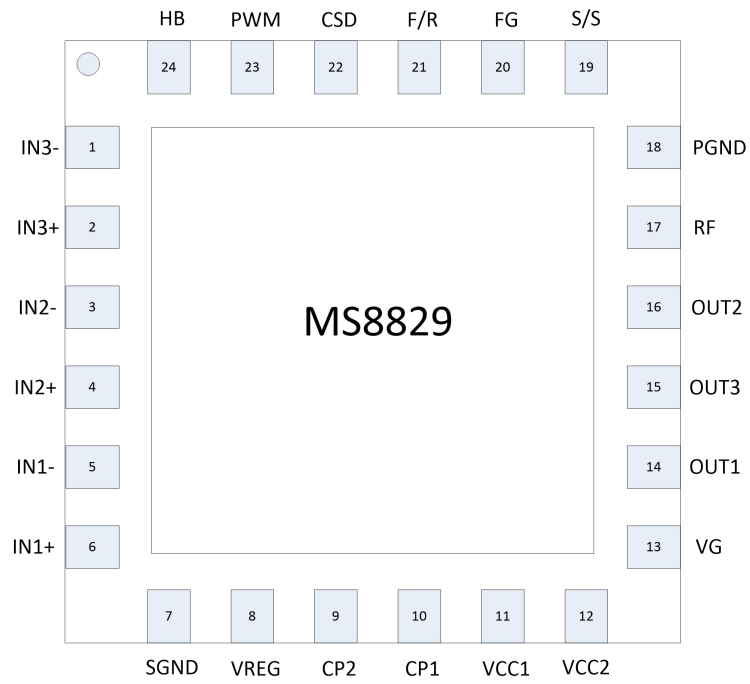 HB PWM CSD F/R FG S/S
24 23 22 21 20 19
IN3- 1 18 PGND
IN3+ 2 17 RF
IN2- 3 16 OUT2
MS8829
IN2+ 4 15 OUT3
IN1- 5 14 OUT1
IN1+ 6 13 VG
7 8 9 10 11 12
SGND VREG CP2 CP1 VCC1 VCC2